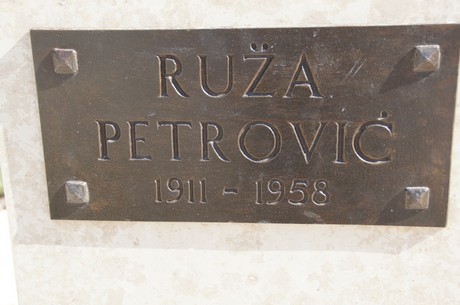 RUŽA
PETROVIĆ
1911 - 1958